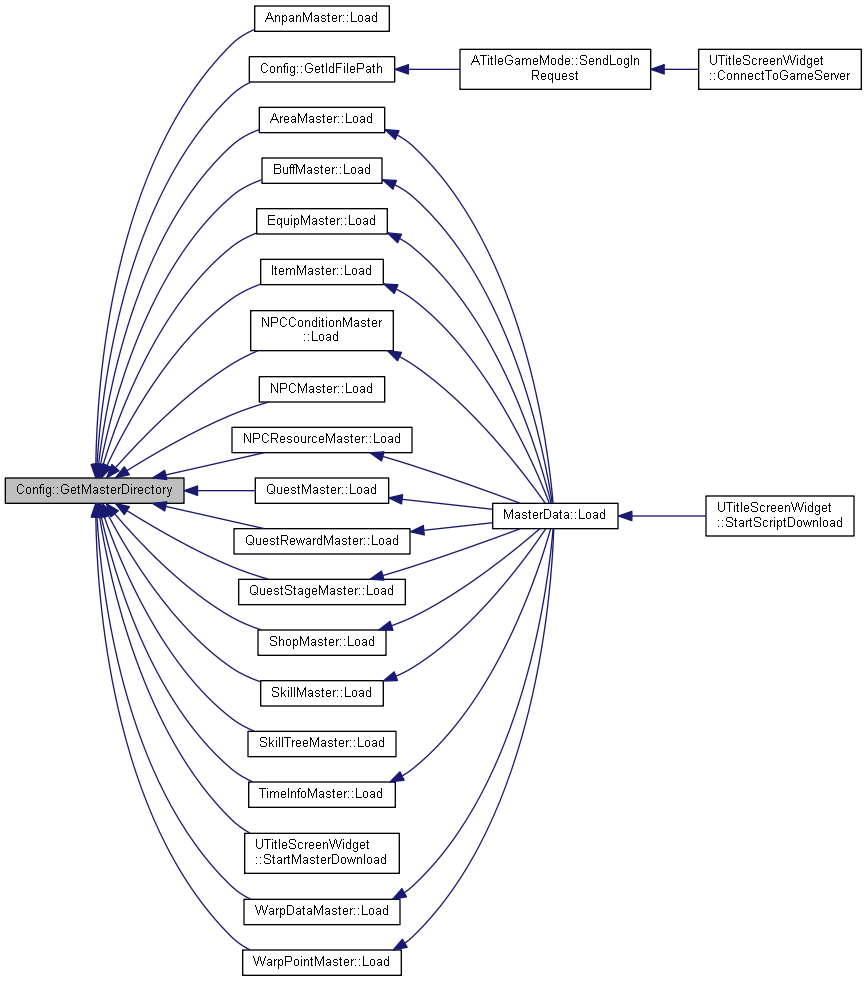 AnpanMaster::Load
Config::GetIdFilePath
ATitleGameMode::SendLogIn
Request
UTitleScreenWidget
::ConnectToGameServer
AreaMaster::Load
BuffMaster::Load
EquipMaster::Load
ItemMaster::Load
NPCConditionMaster
::Load
NPCMaster::Load
NPCResourceMaster::Load
Config::GetMasterDirectory
QuestMaster::Load
MasterData::Load
UTitleScreenWidget
::StartScriptDownload
QuestRewardMaster::Load
QuestStageMaster::Load
ShopMaster::Load
SkillMaster::Load
SkillTreeMaster::Load
TimeInfoMaster::Load
UTitleScreenWidget
::StartMasterDownload
WarpDataMaster::Load
WarpPointMaster::Load